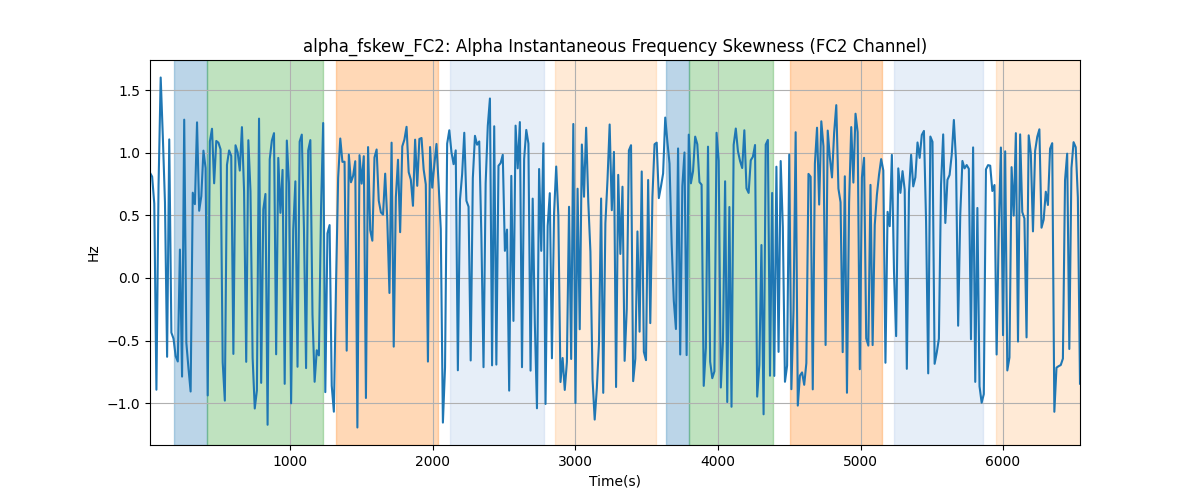 alpha_fskew_FC2: Alpha Instantaneous Frequency Skewness (FC2 Channel)
1.5
1.0
0.5
0.0
−0.5
−1.0
Hz
1000 2000 3000 4000 5000 6000
Time(s)